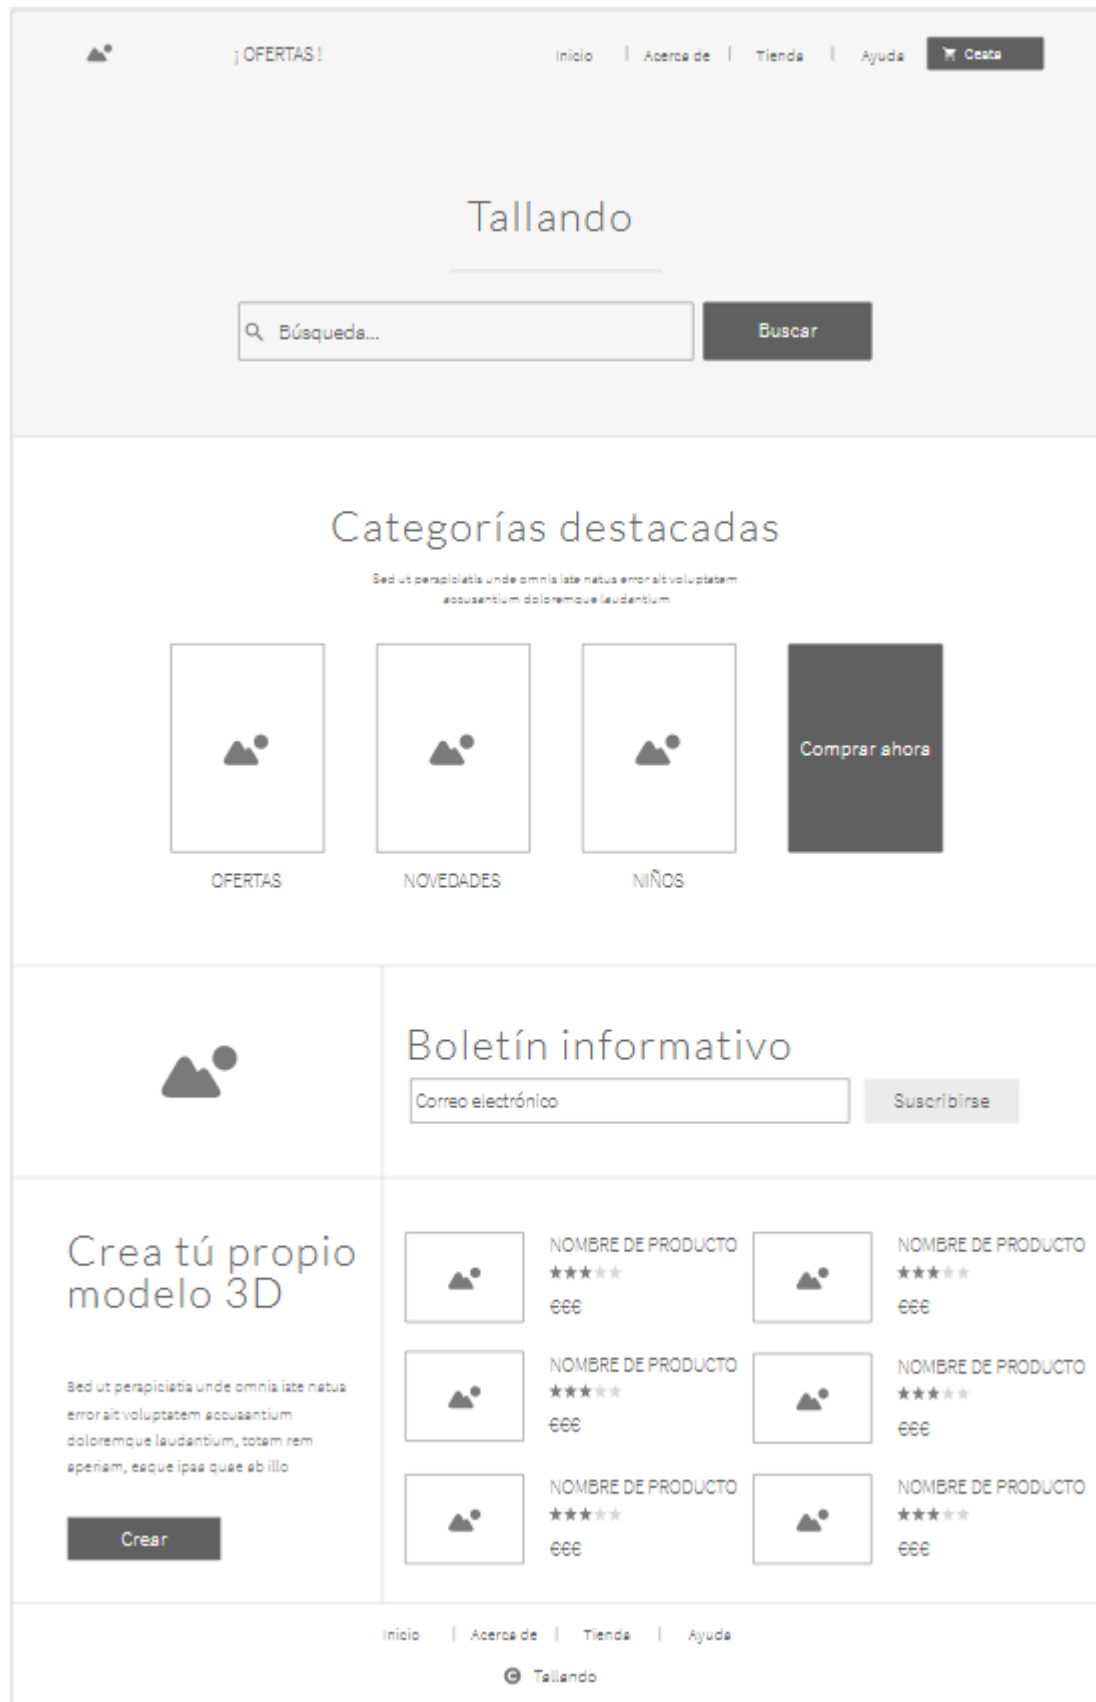 ¡ OFERTAS !
Inicio | Acerca de | Tienda | Ayuda
Cesta
Tallando
Búsqueda...
Buscar
Categorías destacadas
Sed ut perspiciatis unde omnis iste natus error sit voluptatem
accusantium doloremque laudantium
Comprar ahora
OFERTAS
NOVEDADES
NIÑOS
Boletín informativo
Correo electrónico
Suscribirse
Crea tú propio
modelo 3D
Sed ut perspiciatis unde omnis iste natus
error sit voluptatem accusantium
doloremque laudantium, totam rem
aperiam, eaque ipsa quae ab illo
Crear
NOMBRE DE PRODUCTO
€€€
NOMBRE DE PRODUCTO
€€€
NOMBRE DE PRODUCTO
€€€
NOMBRE DE PRODUCTO
€€€
NOMBRE DE PRODUCTO
€€€
NOMBRE DE PRODUCTO
€€€
Inicio | Acerca de | Tienda | Ayuda
© Tallando